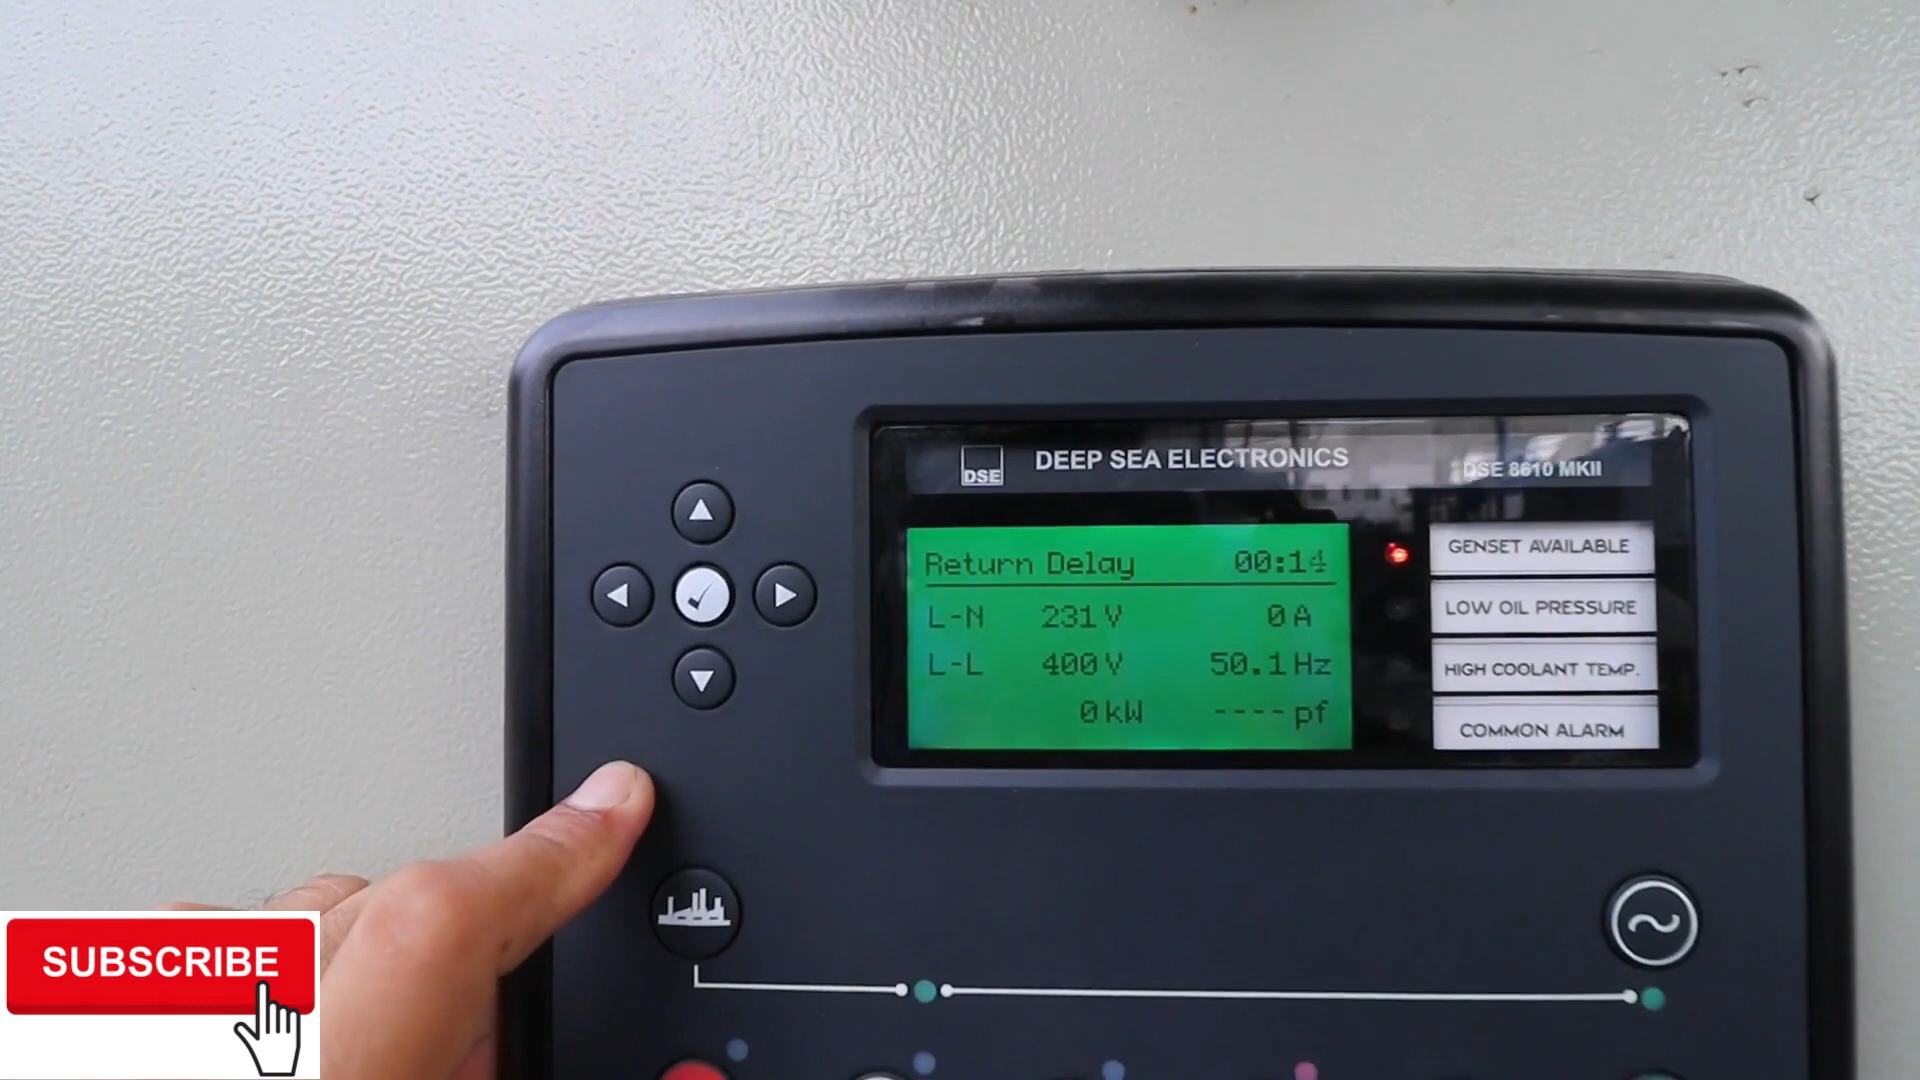 DSE DEEP SEA ELECTRONICS DSE 8610 MKII
Return Delay 00:14
L-N 231 V 0 A
L-L 400 V 50.1 Hz
0 kW ---- pf
GENSET AVAILABLE
LOW OIL PRESSURE
HIGH COOLANT TEMP.
COMMON ALARM
SUBSCRIBE